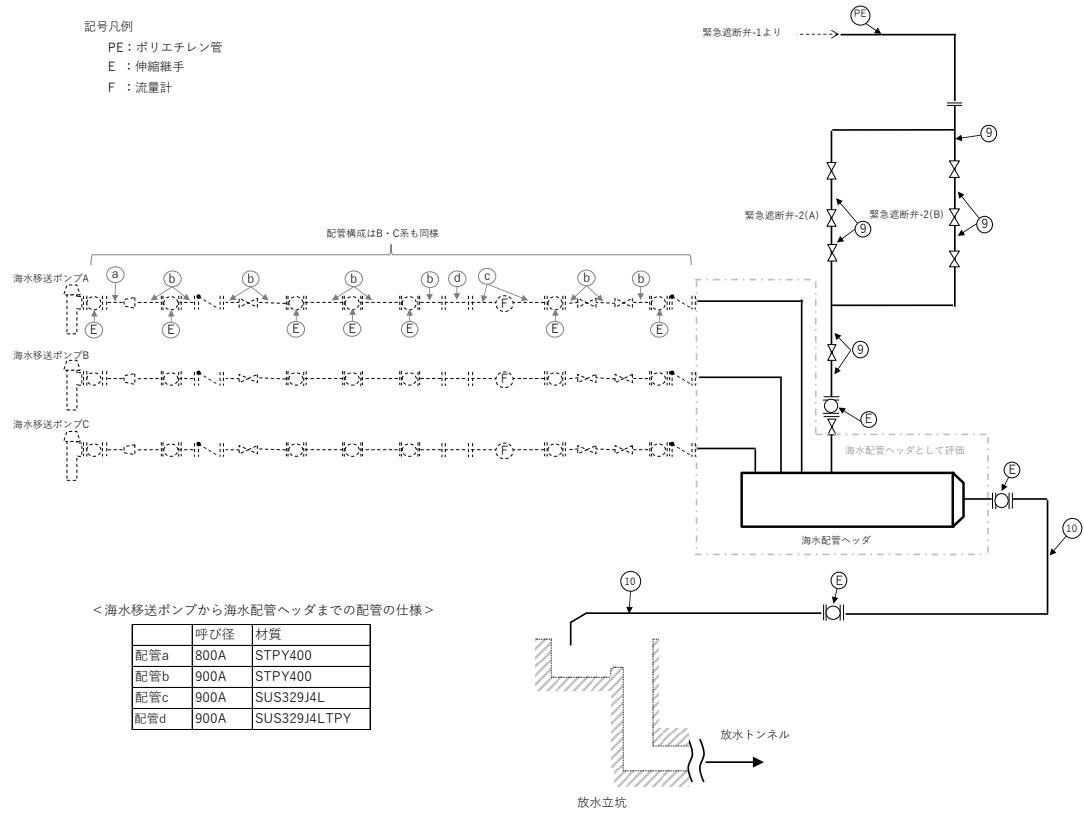 記号凡例
PE：ポリエチレン管
E ：伸縮継手
F ：流量計
PE
緊急遮断弁-1より
9
緊急遮断弁-2(A)
緊急遮断弁-2(B)
9
9
配管構成はB・C系も同様
海水移送ポンプA
a
b
b
b
b
d
c
b
b
F
E
E
E
E
E
E
E
海水移送ポンプB
F
9
海水移送ポンプC
F
E
海水配管ヘッダとして評価
E
海水配管ヘッダ
10
10
E
＜海水移送ポンプから海水配管ヘッダまでの配管の仕様＞
呼び径 材質
配管a 800A STPY400
配管b 900A STPY400
配管c 900A SUS329J4L
配管d 900A SUS329J4LTPY
放水トンネル
放水立坑